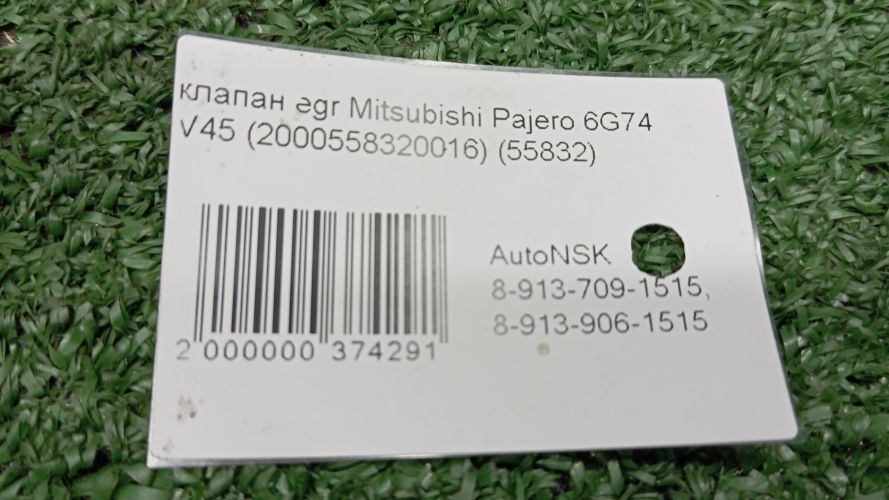 клапан egr Mitsubishi Pajero 6G74
V45 (2000558320016) (55832)
AutoNSK
8-913-709-1515,
8-913-906-1515
2 000000 374291